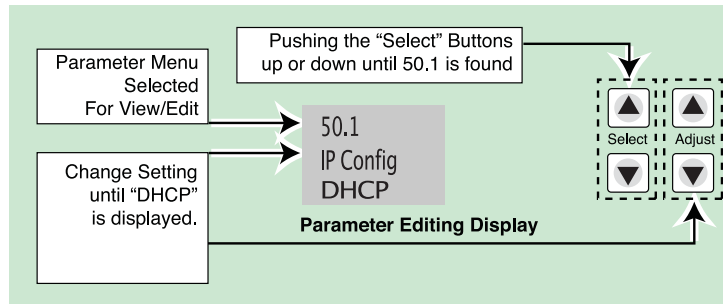 Pushing the “Select” Buttons
up or down until 50.1 is found
Parameter Menu
Selected
For View/Edit
50.1
IP Config
DHCP
Select
Adjust
Change Setting
until “DHCP”
is displayed.
Parameter Editing Display